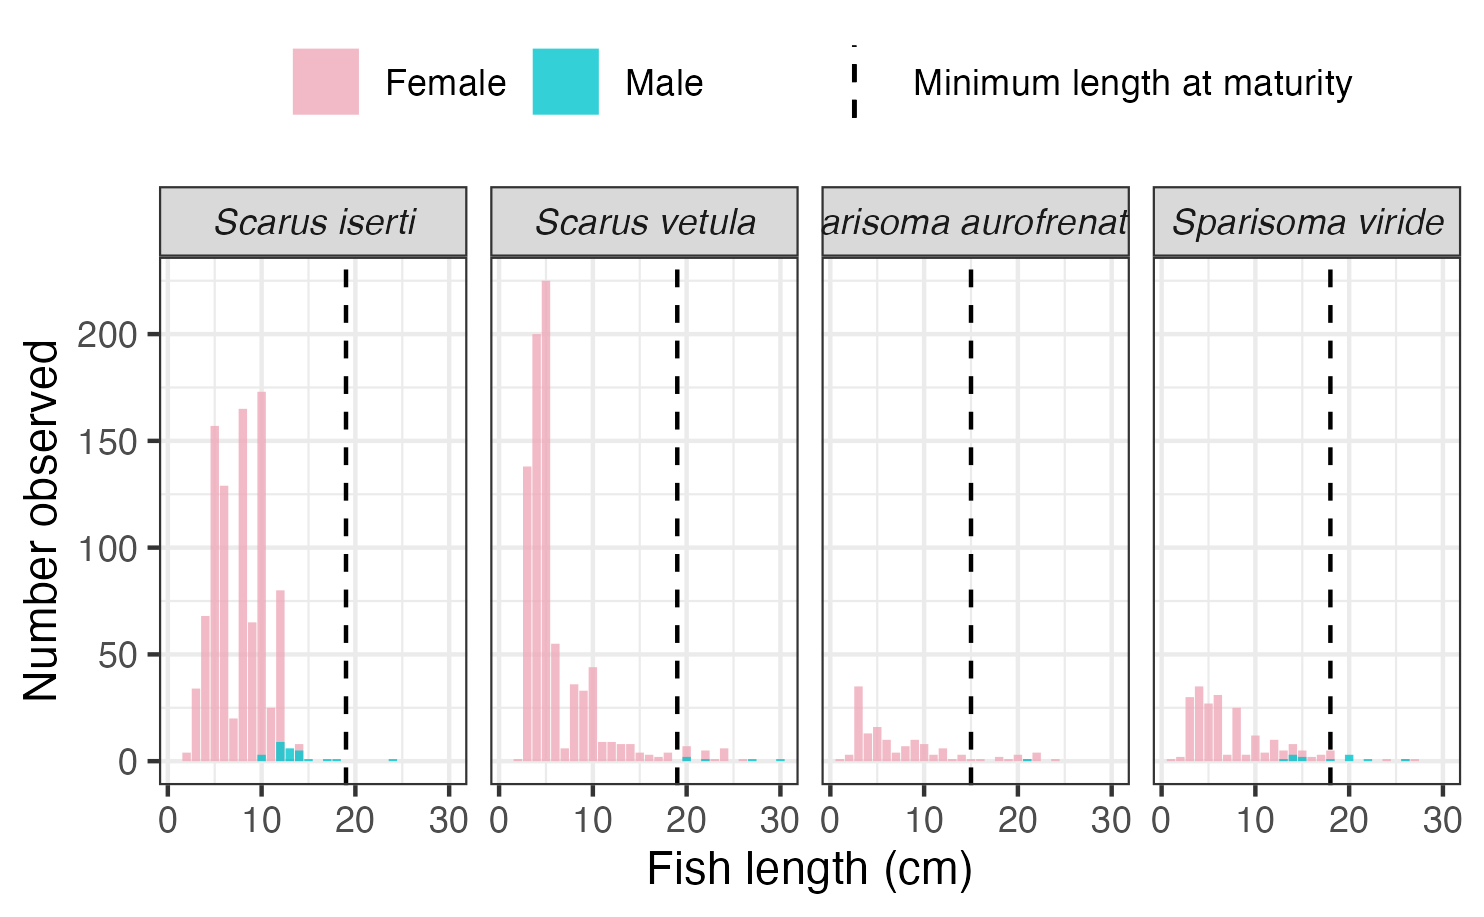 Female Male Minimum length at maturity
Scarus iserti Scarus vetula arisoma aurofrenat Sparisoma viride
200
150
100
50
0
Number observed
0 10 20 30 0 10 20 30 0 10 20 30 0 10 20 30
Fish length (cm)